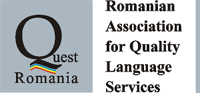 Quest
Romania
Romanian
Association
for Quality
Language
Services